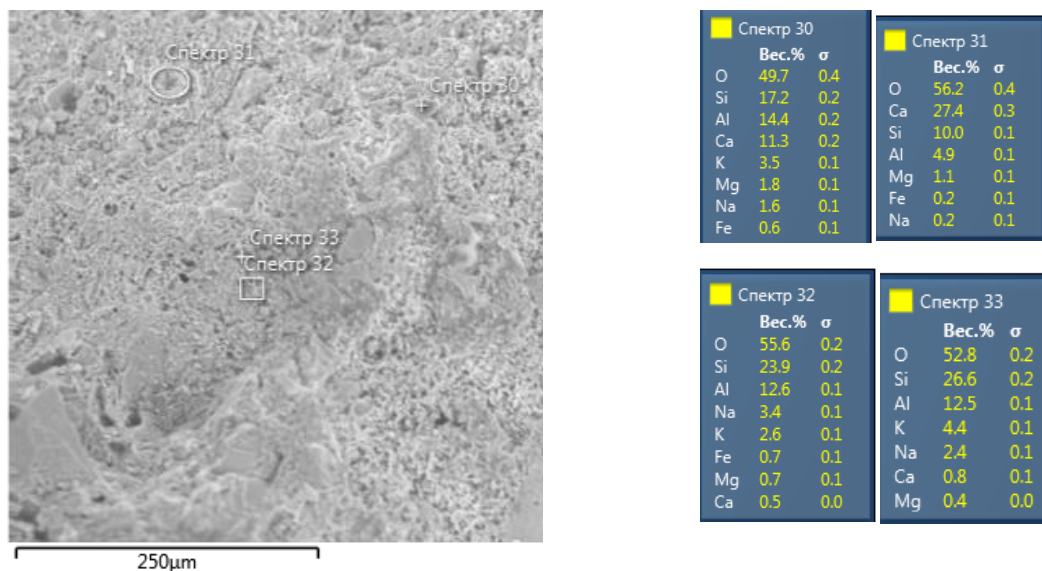 Спектр 31
Спектр 30
Спектр 33
Спектр 32
250µm
Спектр 30
Вес.% σ
O 49.7 0.4
Si 17.2 0.2
Al 14.4 0.2
Ca 11.3 0.2
K 3.5 0.1
Mg 1.8 0.1
Na 1.6 0.1
Fe 0.6 0.1
Спектр 31
Вес.% σ
O 56.2 0.4
Ca 27.4 0.3
Si 10.0 0.1
Al 4.9 0.1
Mg 1.1 0.1
Fe 0.2 0.1
Na 0.2 0.1
Спектр 32
Вес.% σ
O 55.6 0.2
Si 23.9 0.2
Al 12.6 0.1
Na 3.4 0.1
K 2.6 0.1
Fe 0.7 0.1
Mg 0.7 0.1
Ca 0.5 0.0
Спектр 33
Вес.% σ
O 52.8 0.2
Si 26.6 0.2
Al 12.5 0.1
K 4.4 0.1
Na 2.4 0.1
Ca 0.8 0.1
Mg 0.4 0.0